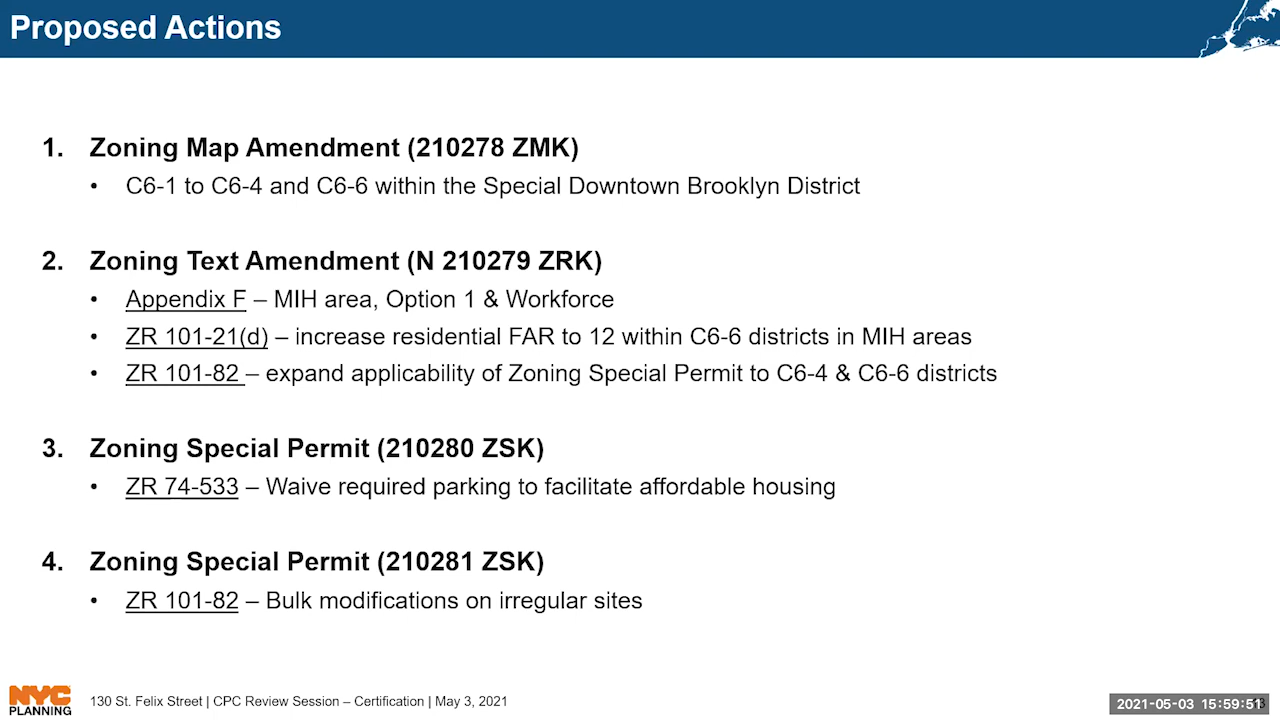 Proposed Actions
1. Zoning Map Amendment (210278 ZMK)
• C6-1 to C6-4 and C6-6 within the Special Downtown Brooklyn District
2. Zoning Text Amendment (N 210279 ZRK)
• Appendix F – MIH area, Option 1 & Workforce
• ZR 101-21(d) – increase residential FAR to 12 within C6-6 districts in MIH areas
• ZR 101-82 – expand applicability of Zoning Special Permit to C6-4 & C6-6 districts
3. Zoning Special Permit (210280 ZSK)
• ZR 74-533 – Waive required parking to facilitate affordable housing
4. Zoning Special Permit (210281 ZSK)
• ZR 101-82 – Bulk modifications on irregular sites
NYC
PLANNING
130 St. Felix Street | CPC Review Session – Certification | May 3, 2021
2021-05-03 15:59:51